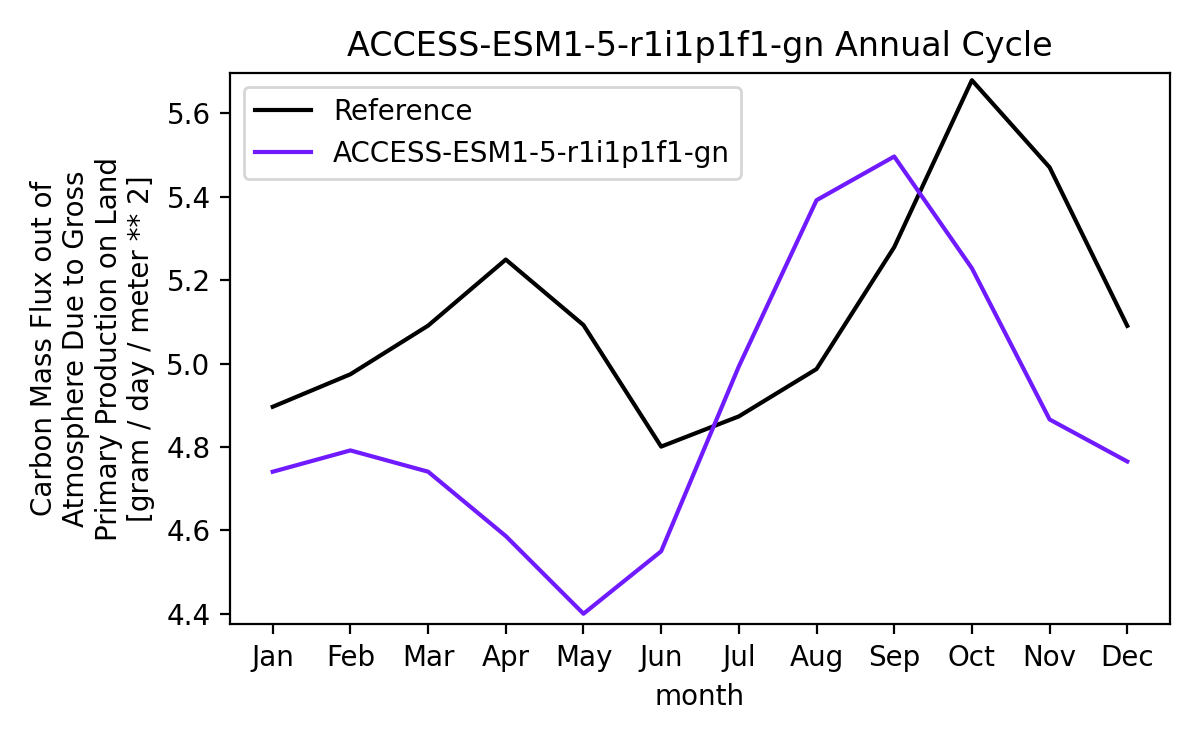 ACCESS-ESM1-5-r1i1p1f1-gn Annual Cycle
Reference
ACCESS-ESM1-5-r1i1p1f1-gn
Carbon Mass Flux out of
Atmosphere Due to Gross
Primary Production on Land
[gram / day / meter ** 2]
5.6
5.4
5.2
5.0
4.8
4.6
4.4
Jan Feb Mar Apr May Jun Jul Aug Sep Oct Nov Dec
month